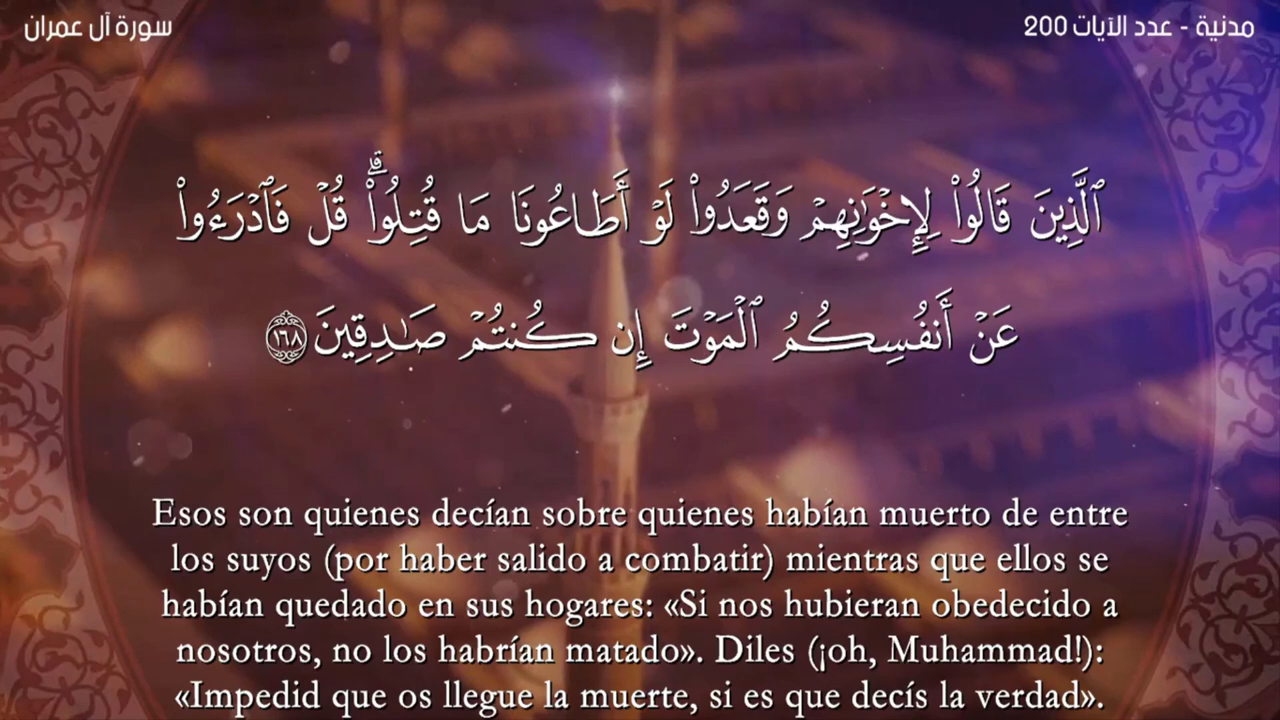 سورة آل عمران
مدنية - عدد الآيات 200
ٱلَّذِينَ قَالُوا۟ لِإِخْوَٰنِهِمْ وَقَعَدُوا۟ لَوْ أَطَاعُونَا مَا قُتِلُوا۟ ۗ قُلْ فَٱدْرَءُوا۟
عَنْ أَنفُسِكُمُ ٱلْمَوْتَ إِن كُنتُمْ صَـٰدِقِينَ ١٦٨
Esos son quienes decían sobre quienes habían muerto de entre
los suyos (por haber salido a combatir) mientras que ellos se
habían quedado en sus hogares: «Si nos hubieran obedecido a
nosotros, no los habrían matado». Diles (¡oh, Muhammad!):
«Impedid que os llegue la muerte, si es que decís la verdad».